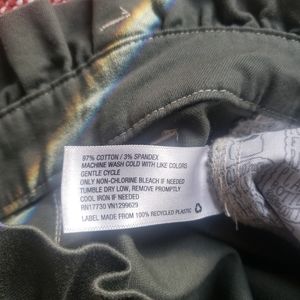 97% COTTON / 3% SPANDEX
MACHINE WASH COLD WITH LIKE COLORS
GENTLE CYCLE
ONLY NON-CHLORINE BLEACH IF NEEDED
TUMBLE DRY LOW, REMOVE PROMPTLY
COOL IRON IF NEEDED
RN17730 VN1299629
LABEL MADE FROM 100% RECYCLED PLASTIC